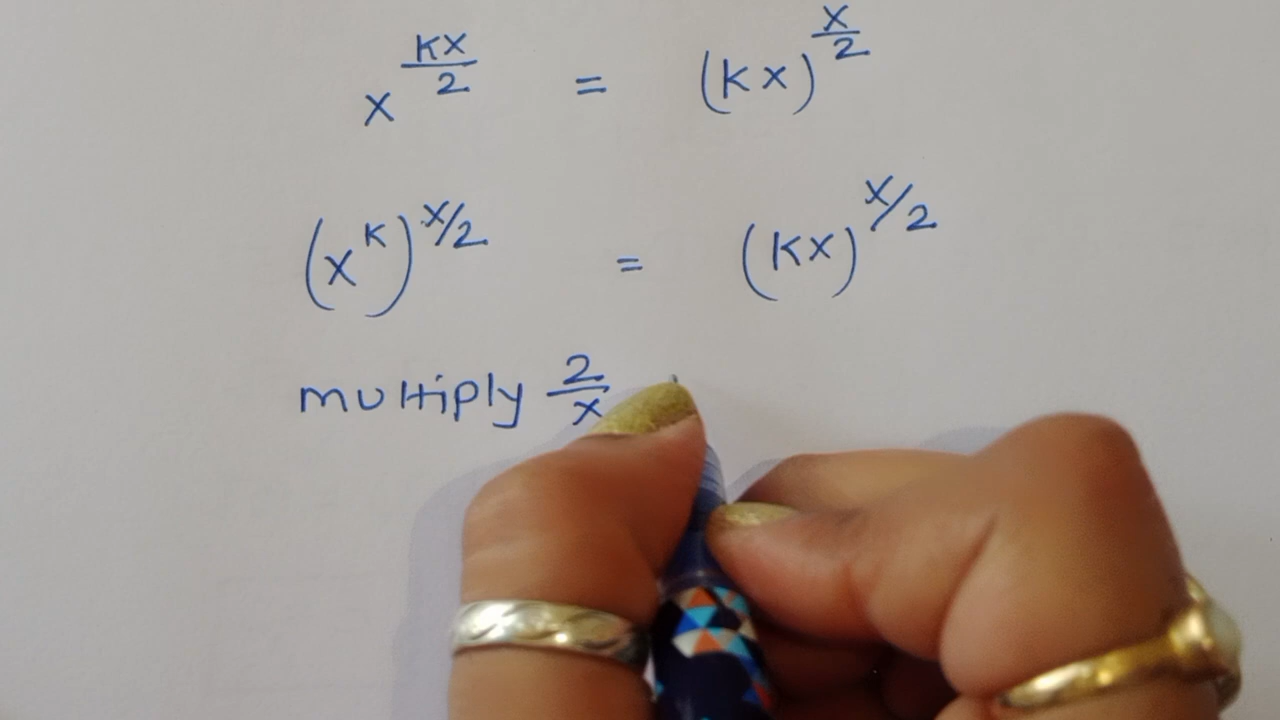 x^(kx/2) = (kx)^(x/2)
(x^k)^(x/2) = (kx)^(x/2)
multiply 2/x